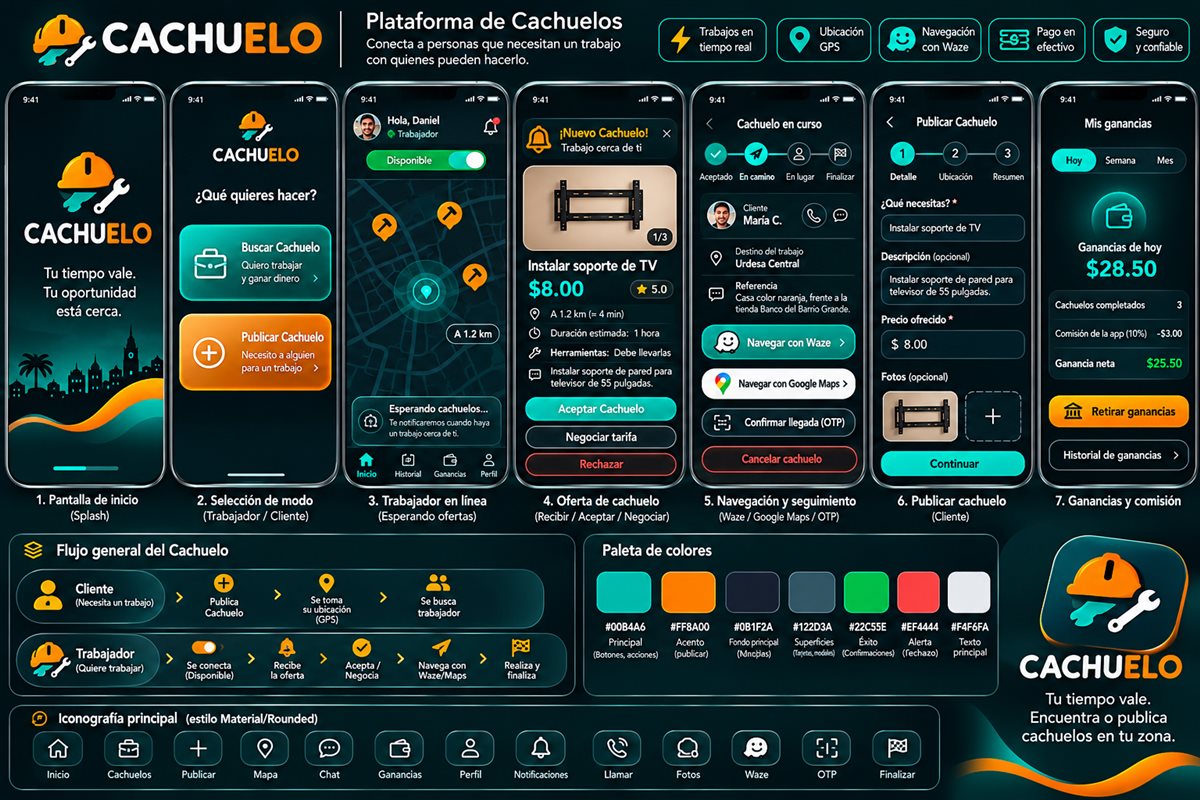 CACHUELO
Plataforma de Cachuelos
Conecta a personas que necesitan un trabajo
con quienes pueden hacerlo.
Trabajos en
tiempo real
Ubicación
GPS
Navegación
con Waze
Pago en
efectivo
Seguro
y confiable
9:41
CACHUELO
Tu tiempo vale.
Tu oportunidad
está cerca.
1. Pantalla de inicio
(Splash)
9:41
CACHUELO
¿Qué quieres hacer?
Buscar Cachuelo
Quiero trabajar
y ganar dinero >
Publicar Cachuelo
Necesito a alguien
para un trabajo >
2. Selección de modo
(Trabajador / Cliente)
9:41
Hola, Daniel
Trabajador
Disponible
A 1.2 km
Esperando cachuelos...
Te notificaremos cuando haya
un trabajo cerca de ti.
Inicio
Historial
Ganancias
Perfil
3. Trabajador en línea
(Esperando ofertas)
9:41
¡Nuevo Cachuelo!
Trabajo cerca de ti
1/3
Instalar soporte de TV
$8.00
5.0
A 1.2 km (≈ 4 min)
Duración estimada: 1 hora
Herramientas: Debe llevarlas
Instalar soporte de pared para
televisor de 55 pulgadas.
Aceptar Cachuelo
Negociar tarifa
Rechazar
4. Oferta de cachuelo
(Recibir / Aceptar / Negociar)
9:41
Cachuelo en curso
Aceptado
En camino
En lugar
Finalizar
Cliente
María C.
Destino del trabajo
Urdesa Central
Referencia
Casa color naranja, frente a la
tienda Banco del Barrio Grande.
Navegar con Waze >
Navegar con Google Maps >
Confirmar llegada (OTP)
Cancelar cachuelo
5. Navegación y seguimiento
(Waze / Google Maps / OTP)
9:41
Publicar Cachuelo
1
2
3
Detalle
Ubicación
Resumen
¿Qué necesitas? *
Instalar soporte de TV
Descripción (opcional)
Instalar soporte de pared para
televisor de 55 pulgadas.
Precio ofrecido *
$ 8.00
Fotos (opcional)
Continuar
6. Publicar cachuelo
(Cliente)
9:41
Mis ganancias
Hoy
Semana
Mes
Ganancias de hoy
$28.50
Cachuelos completados 3
Comisión de la app (10%) -$3.00
Ganancia neta $25.50
Retirar ganancias
Historial de ganancias >
7. Ganancias y comisión
Flujo general del Cachuelo
Cliente
(Necesita un trabajo)
Publica
Cachuelo
Se toma
su ubicación
(GPS)
Se busca
trabajador
Trabajador
(Quiere trabajar)
Se conecta
(Disponible)
Recibe
la oferta
Acepta /
Negocia
Navega con
Waze/Maps
Realiza y
finaliza
Paleta de colores
#00B4A6
Principal
(Botones, acciones)
#FF8A00
Acento
(publicar)
#0B1F2A
Fondo principal
#122D3A
Superficies
#22C55E
Éxito
(Confirmaciones)
#EF4444
Alerta
#F4F6FA
Texto
principal
CACHUELO
Tu tiempo vale.
Encuentra o publica
cachuelos en tu zona.
Iconografía principal (estilo Material/Rounded)
Inicio
Cachuelos
Publicar
Mapa
Chat
Ganancias
Perfil
Notificaciones
Llamar
Fotos
Waze
OTP
Finalizar